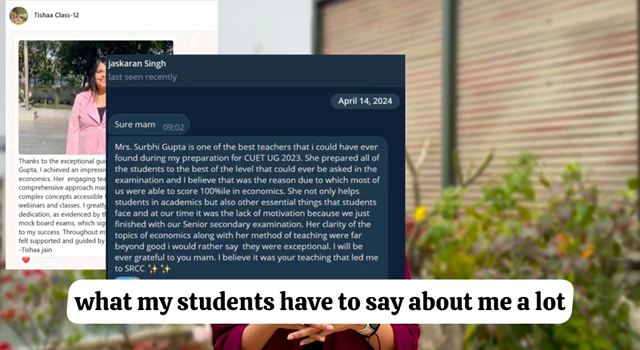 Tishaa Class-12
Thanks to the exceptional
Gupta, I achieved an
economics. Her engaging
comprehensive approach
complex concepts accessible
webinars and classes. I
dedication, as evidenced by
mock board exams, which
to my success. Throughout
felt supported and guided by
-Tishaa jain
jaskaran Singh
last seen recently
April 14, 2024
Sure mam 09:02
Mrs. Surbhi Gupta is one of the best teachers that i could have ever
found during my preparation for CUET UG 2023. She prepared all of
the students to the best of the level that could ever be asked in the
examination and I believe that was the reason due to which most of
us were able to score 100%ile in economics. She not only helps
students in academics but also other essential things that students
face and at our time it was the lack of motivation because we just
finished with our Senior secondary examination. Her clarity of the
topics of economics along with her method of teaching were far
beyond good i would rather say they were exceptional. I will be
ever grateful to you mam. I believe it was your teaching that led me
to SRCC ✨✨
what my students have to say about me a lot